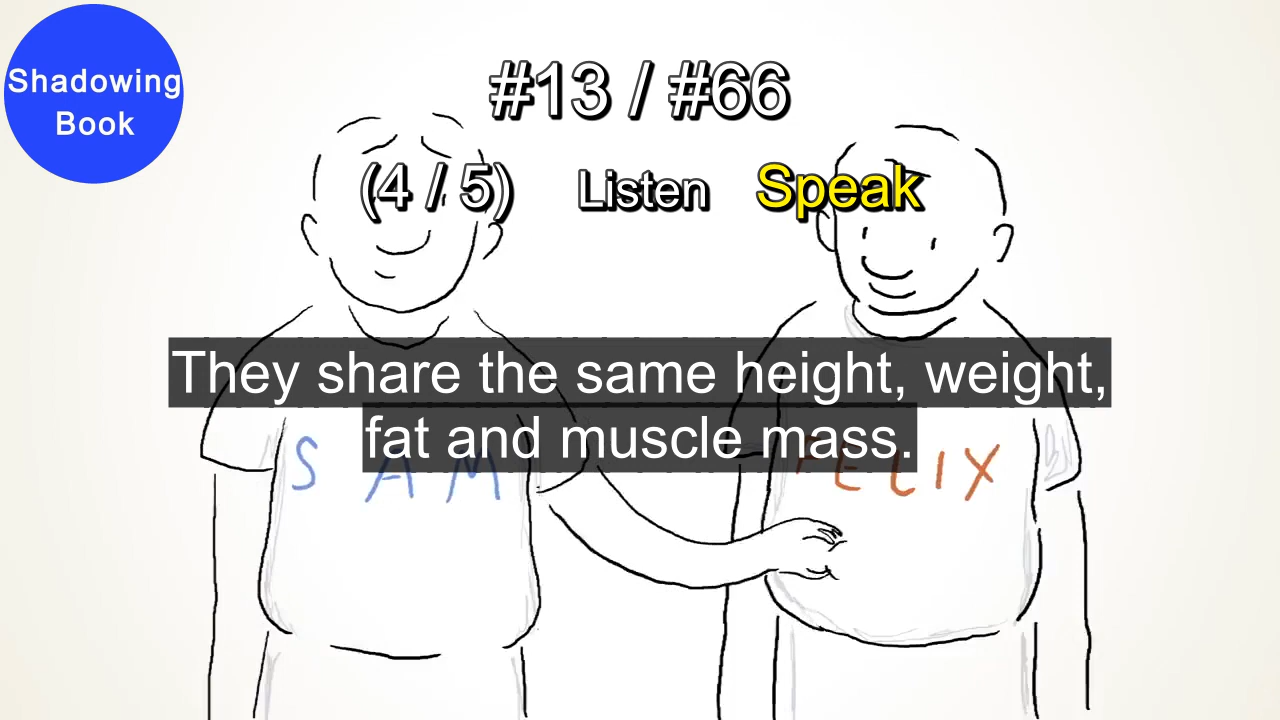 Shadowing
Book
#13 / #66
(4 / 5) Listen Speak
They share the same height, weight,
fat and muscle mass.
SAM
FELIX